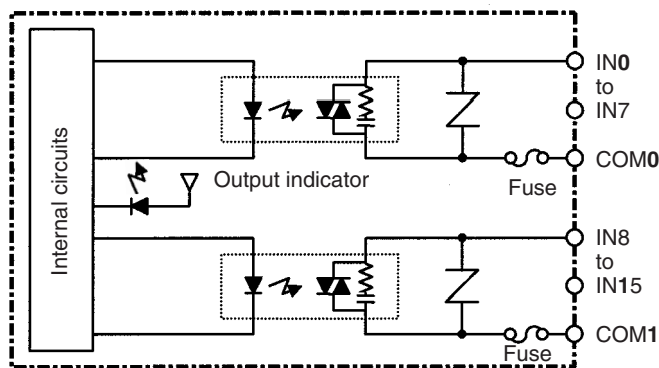 Internal circuits
IN0
to
IN7
COM0
Fuse
Output indicator
IN8
to
IN15
COM1
Fuse